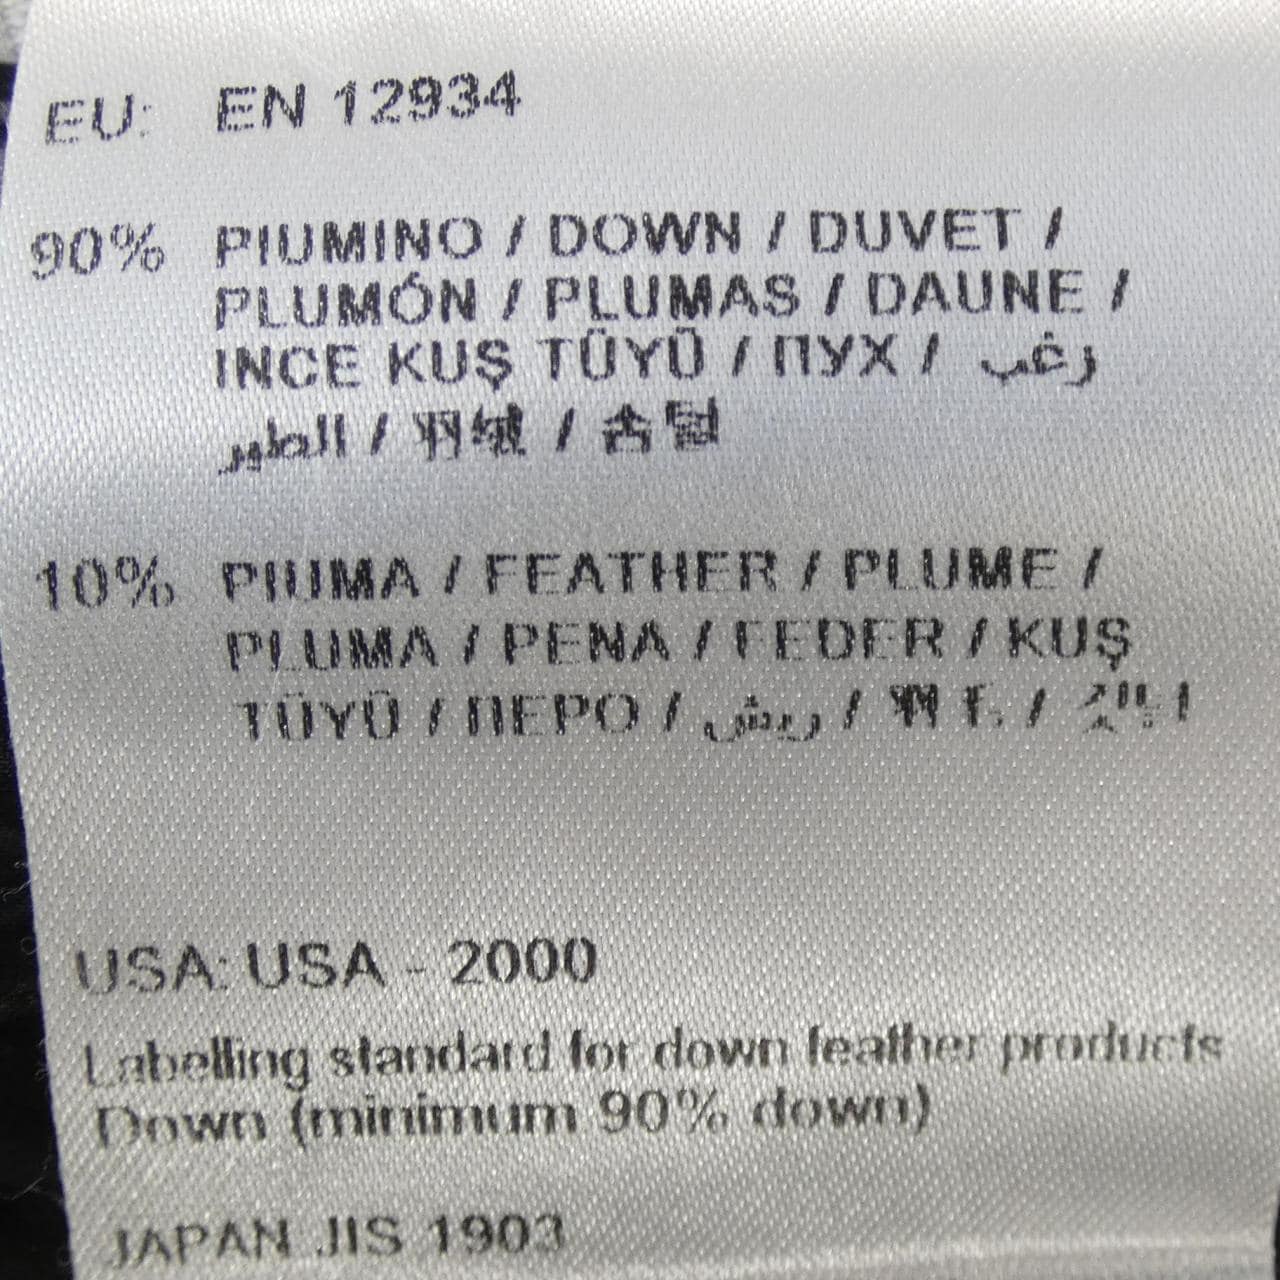 EU: EN 12934
90% PIUMINO / DOWN / DUVET /
PLUMÓN / PLUMAS / DAUNE /
INCE KUŞ TÜYÜ / ПУХ / زغب
الطير / 羽绒 / 솜털
10% PIUMA / FEATHER / PLUME /
PLUMA / PENA / FEDER / KUŞ
TÜYÜ / ПЕРО / ريش / 羽毛 / 깃털
USA: USA - 2000
Labelling standard for down feather products
Down (minimum 90% down)
JAPAN JIS 1903